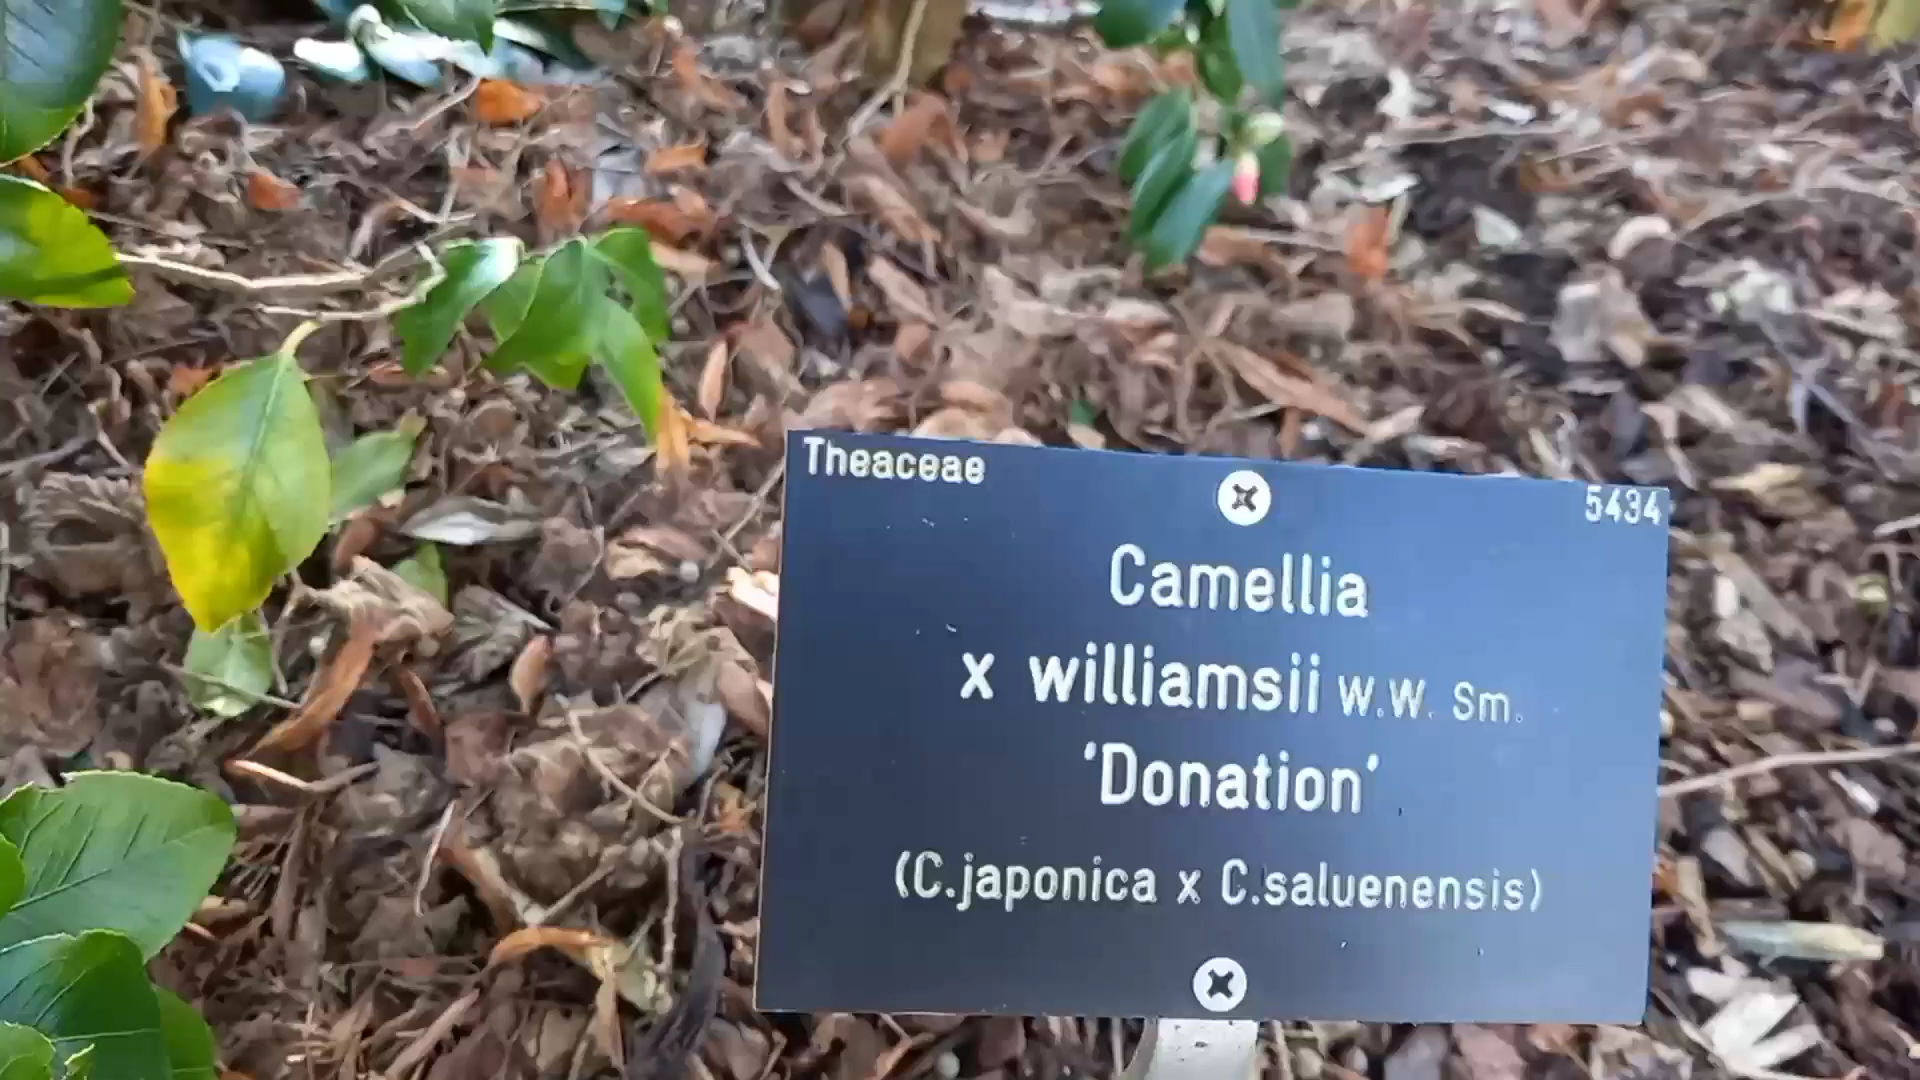 Theaceae
5434
Camellia
x williamsii W.W. Sm.
‘Donation’
(C.japonica x C.saluenensis)